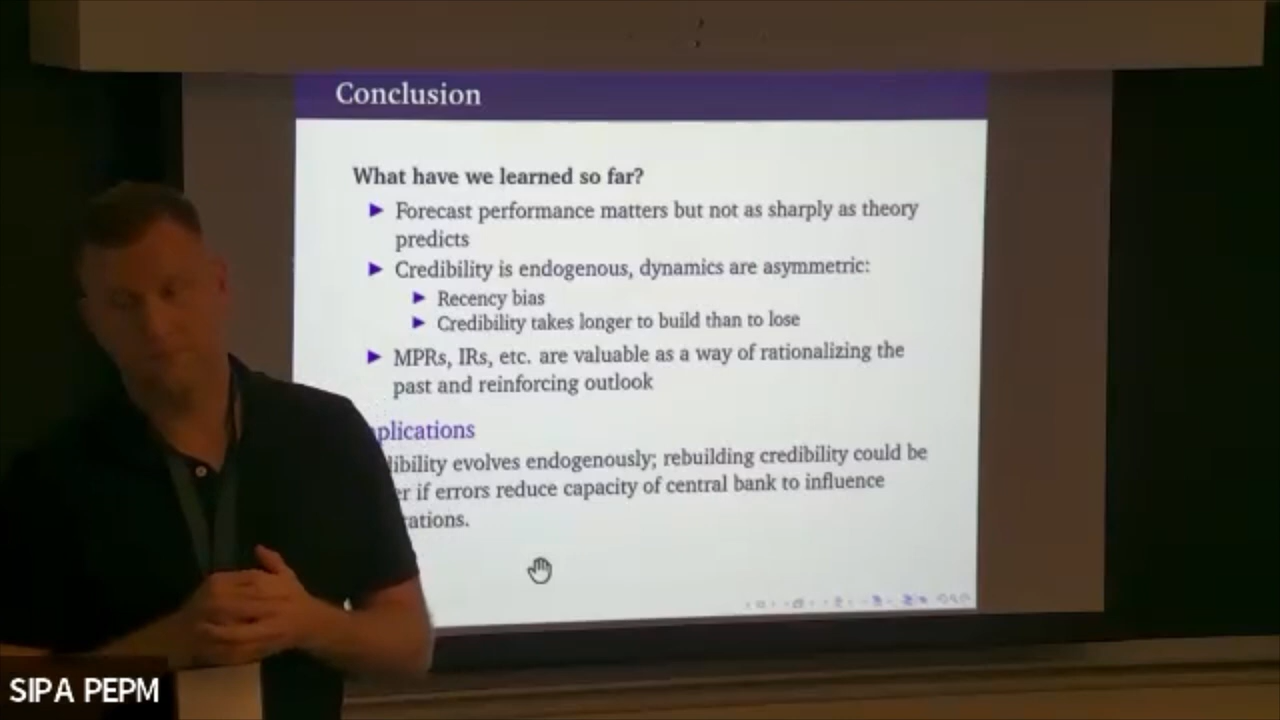 Conclusion
What have we learned so far?
Forecast performance matters but not as sharply as theory
predicts
Credibility is endogenous, dynamics are asymmetric:
Recency bias
Credibility takes longer to build than to lose
MPRs, IRs, etc. are valuable as a way of rationalizing the
past and reinforcing outlook
plications
libility evolves endogenously; rebuilding credibility could be
er if errors reduce capacity of central bank to influence
ations.
SIPA PEPM